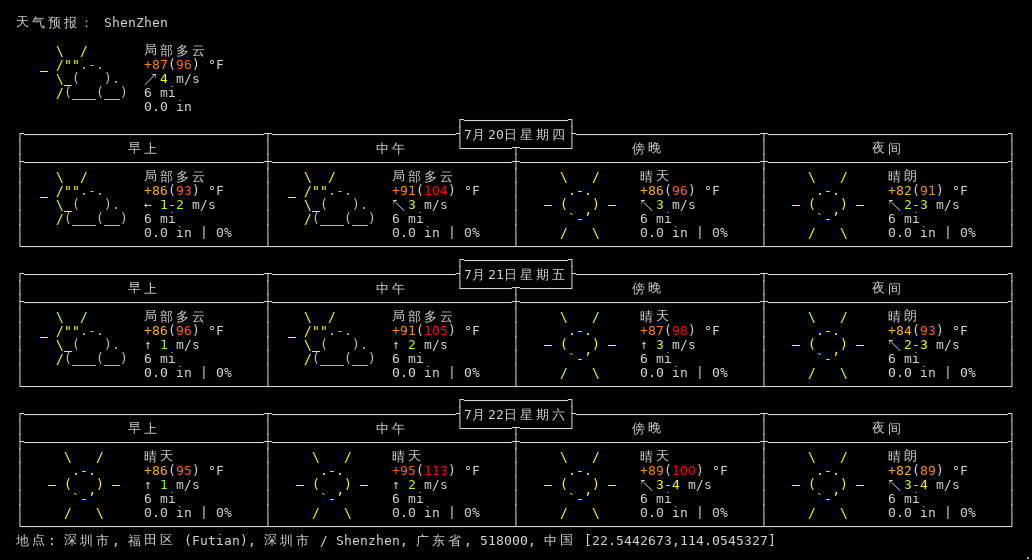 天气预报： ShenZhen
局部多云
+87(96) °F
↗4 m/s
6 mi
0.0 in
7月20日星期四
早上 中午 傍晚 夜间
局部多云 局部多云 晴天 晴朗
+86(93) °F +91(104) °F +86(96) °F +82(91) °F
← 1-2 m/s ↖3 m/s ↖3 m/s ↖2-3 m/s
6 mi 6 mi 6 mi 6 mi
0.0 in | 0% 0.0 in | 0% 0.0 in | 0% 0.0 in | 0%
7月21日星期五
早上 中午 傍晚 夜间
局部多云 局部多云 晴天 晴朗
+86(96) °F +91(105) °F +87(98) °F +84(93) °F
↑ 1 m/s ↑ 2 m/s ↑ 3 m/s ↖2-3 m/s
6 mi 6 mi 6 mi 6 mi
0.0 in | 0% 0.0 in | 0% 0.0 in | 0% 0.0 in | 0%
7月22日星期六
早上 中午 傍晚 夜间
晴天 晴天 晴天 晴朗
+86(95) °F +95(113) °F +89(100) °F +82(89) °F
↑ 1 m/s ↑ 2 m/s ↖3-4 m/s ↖3-4 m/s
6 mi 6 mi 6 mi 6 mi
0.0 in | 0% 0.0 in | 0% 0.0 in | 0% 0.0 in | 0%
地点: 深圳市, 福田区 (Futian), 深圳市 / Shenzhen, 广东省, 518000, 中国 [22.5442673,114.0545327]